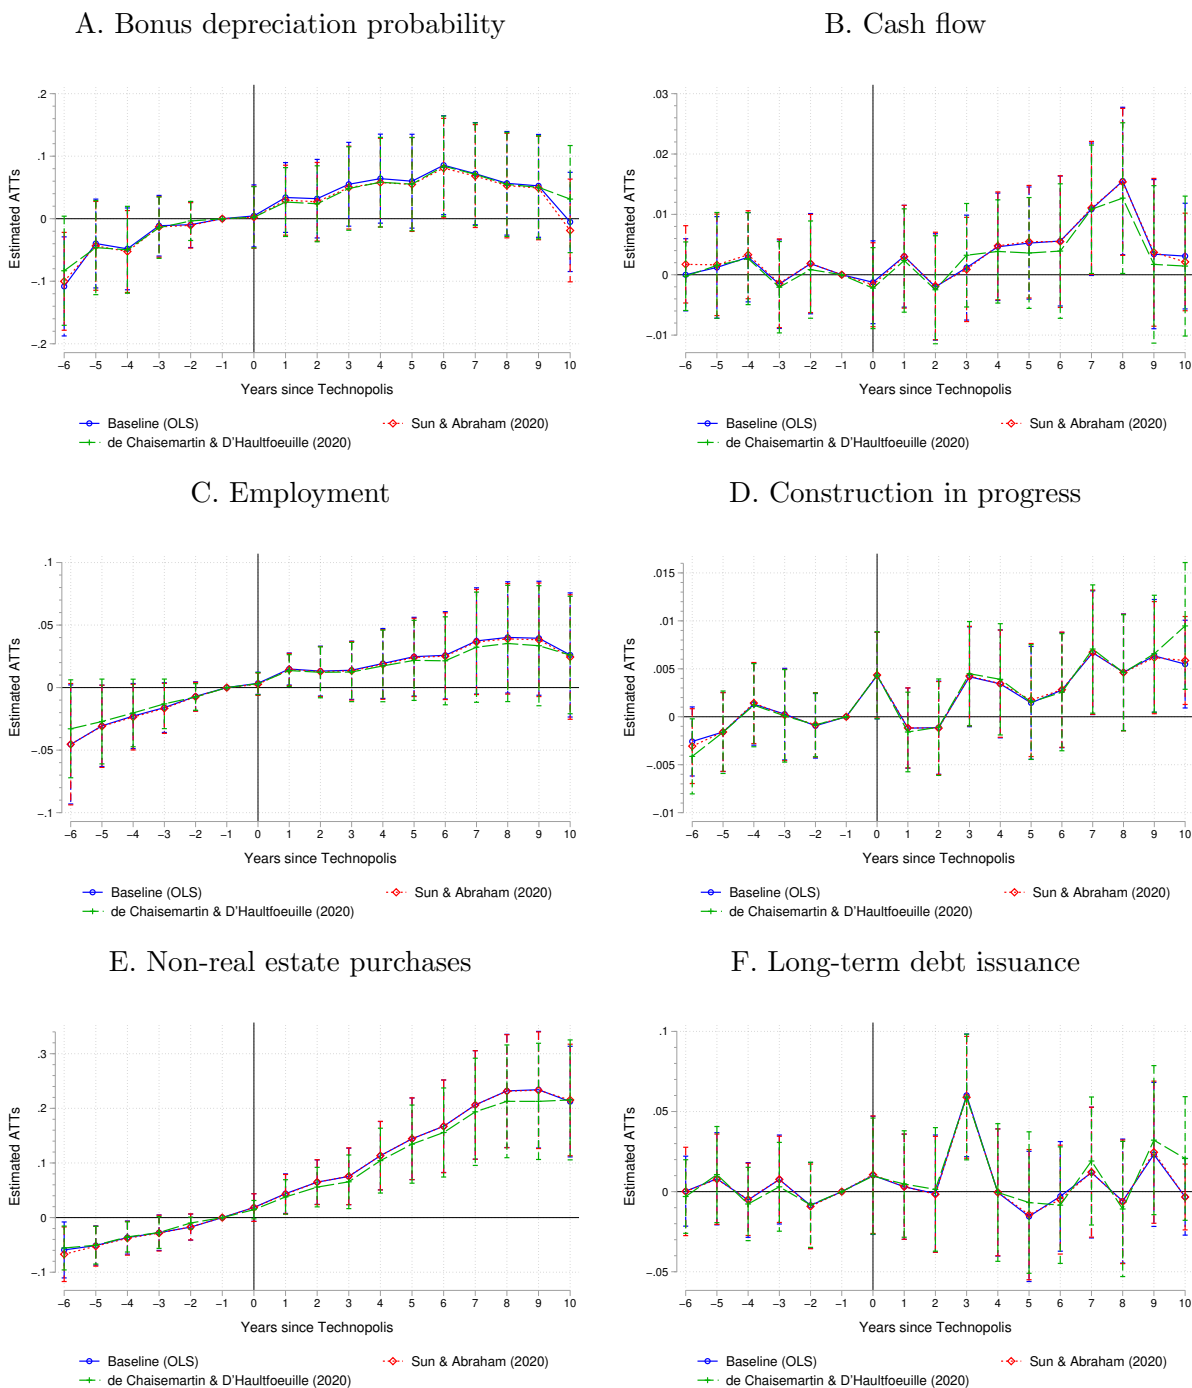 A. Bonus depreciation probability
Estimated ATTs
.2
.1
0
-.1
-.2
-6 -5 -4 -3 -2 -1 0 1 2 3 4 5 6 7 8 9 10
Years since Technopolis
Baseline (OLS) Sun & Abraham (2020)
de Chaisemartin & D'Haultfoeuille (2020)
B. Cash flow
Estimated ATTs
.03
.02
.01
0
-.01
-6 -5 -4 -3 -2 -1 0 1 2 3 4 5 6 7 8 9 10
Years since Technopolis
Baseline (OLS) Sun & Abraham (2020)
de Chaisemartin & D'Haultfoeuille (2020)
C. Employment
Estimated ATTs
.1
.05
0
-.05
-.1
-6 -5 -4 -3 -2 -1 0 1 2 3 4 5 6 7 8 9 10
Years since Technopolis
Baseline (OLS) Sun & Abraham (2020)
de Chaisemartin & D'Haultfoeuille (2020)
D. Construction in progress
Estimated ATTs
.015
.01
.005
0
-.005
-.01
-6 -5 -4 -3 -2 -1 0 1 2 3 4 5 6 7 8 9 10
Years since Technopolis
Baseline (OLS) Sun & Abraham (2020)
de Chaisemartin & D'Haultfoeuille (2020)
E. Non-real estate purchases
Estimated ATTs
.3
.2
.1
0
-.1
-6 -5 -4 -3 -2 -1 0 1 2 3 4 5 6 7 8 9 10
Years since Technopolis
Baseline (OLS) Sun & Abraham (2020)
de Chaisemartin & D'Haultfoeuille (2020)
F. Long-term debt issuance
Estimated ATTs
.1
.05
0
-.05
-6 -5 -4 -3 -2 -1 0 1 2 3 4 5 6 7 8 9 10
Years since Technopolis
Baseline (OLS) Sun & Abraham (2020)
de Chaisemartin & D'Haultfoeuille (2020)